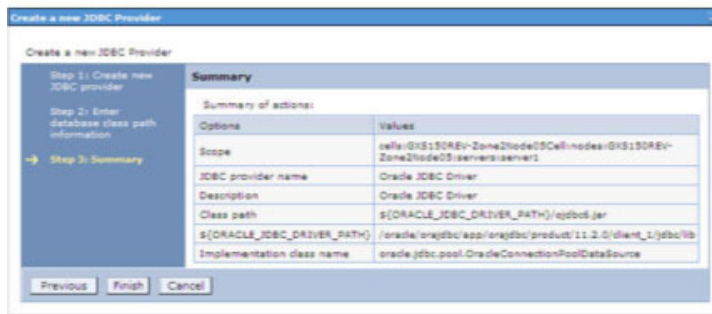 Create a new JDBC Provider
Create a new JDBC Provider
Step 1: Create new
JDBC provider
Step 2: Enter
database class path
information
Step 3: Summary
Summary
Summary of actions:
Options Values
Scope cells:GXS150REV-Zone2Node05Cell:nodes:GXS150REV-
Zone2Node05:servers:server1
JDBC provider name Oracle JDBC Driver
Description Oracle JDBC Driver
Class path ${ORACLE_JDBC_DRIVER_PATH}/ojdbc6.jar
${ORACLE_JDBC_DRIVER_PATH} /oracle/orajdbc/app/orajdbc/product/11.2.0/client_1/jdbc/lib
Implementation class name oracle.jdbc.pool.OracleConnectionPoolDataSource
Previous Finish Cancel